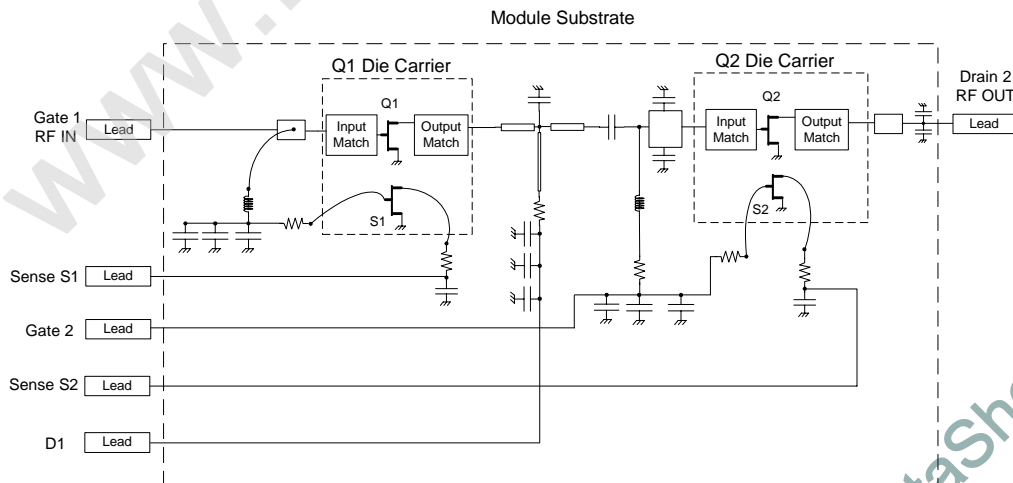 Module Substrate
Q1 Die Carrier
Q2 Die Carrier
Drain 2
RF OUT
Lead
Gate 1
RF IN
Lead
Q1
Input
Match
Output
Match
Q2
Input
Match
Output
Match
S1
S2
Sense S1
Lead
Gate 2
Lead
Sense S2
Lead
D1
Lead
www.
taShe